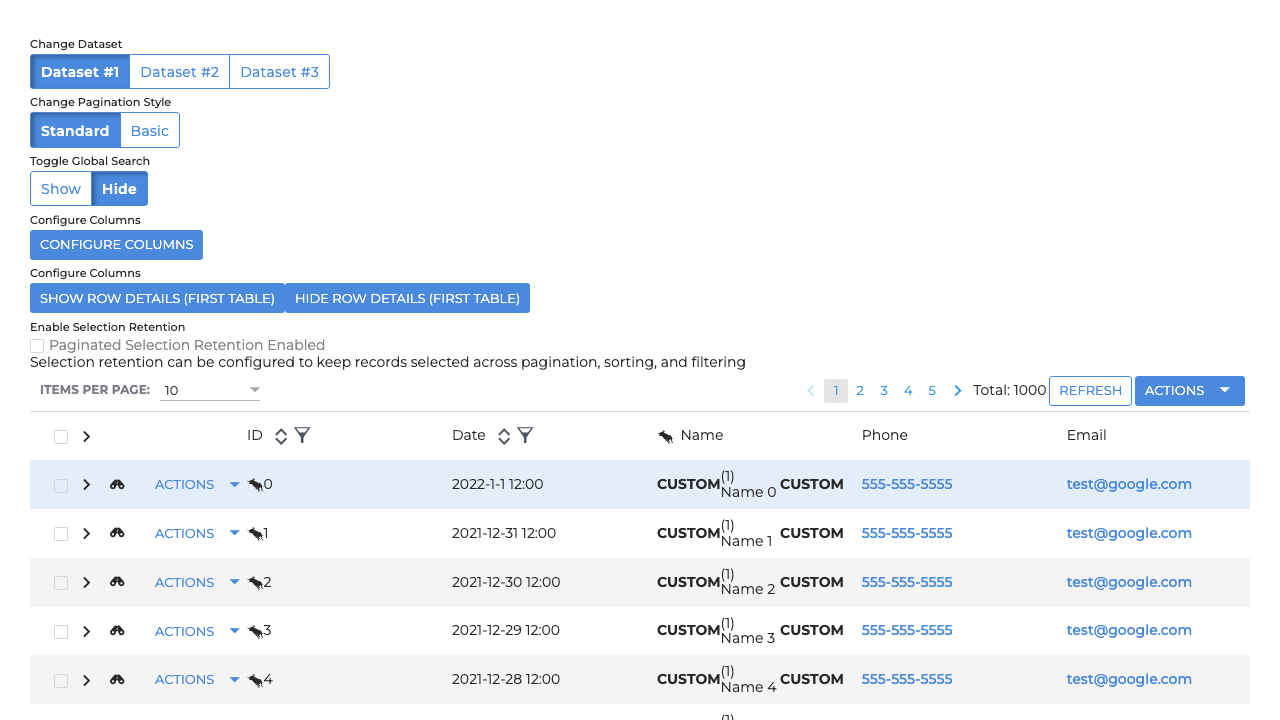 Change Dataset
Dataset #1 Dataset #2 Dataset #3
Change Pagination Style
Standard Basic
Toggle Global Search
Show Hide
Configure Columns
CONFIGURE COLUMNS
Configure Columns
SHOW ROW DETAILS (FIRST TABLE) HIDE ROW DETAILS (FIRST TABLE)
Enable Selection Retention
Paginated Selection Retention Enabled
Selection retention can be configured to keep records selected across pagination, sorting, and filtering
ITEMS PER PAGE: 10 1 2 3 4 5 Total: 1000 REFRESH ACTIONS
ID Date Name Phone Email
ACTIONS 0 2022-1-1 12:00 CUSTOM (1) Name 0 CUSTOM 555-555-5555 test@google.com
ACTIONS 1 2021-12-31 12:00 CUSTOM (1) Name 1 CUSTOM 555-555-5555 test@google.com
ACTIONS 2 2021-12-30 12:00 CUSTOM (1) Name 2 CUSTOM 555-555-5555 test@google.com
ACTIONS 3 2021-12-29 12:00 CUSTOM (1) Name 3 CUSTOM 555-555-5555 test@google.com
ACTIONS 4 2021-12-28 12:00 CUSTOM (1) Name 4 CUSTOM 555-555-5555 test@google.com